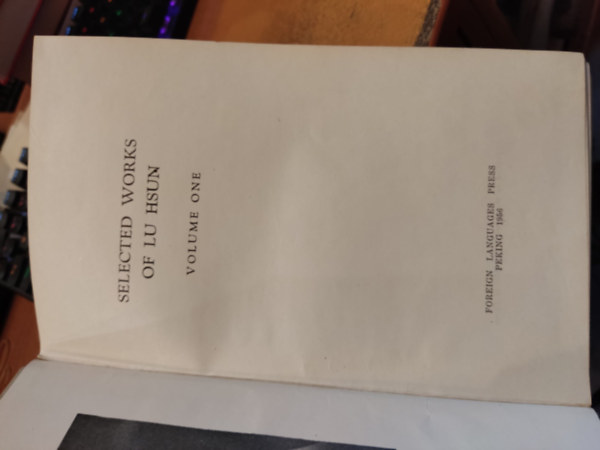 SELECTED WORKS
OF LU HSUN
VOLUME ONE
FOREIGN LANGUAGES PRESS
PEKING 1956